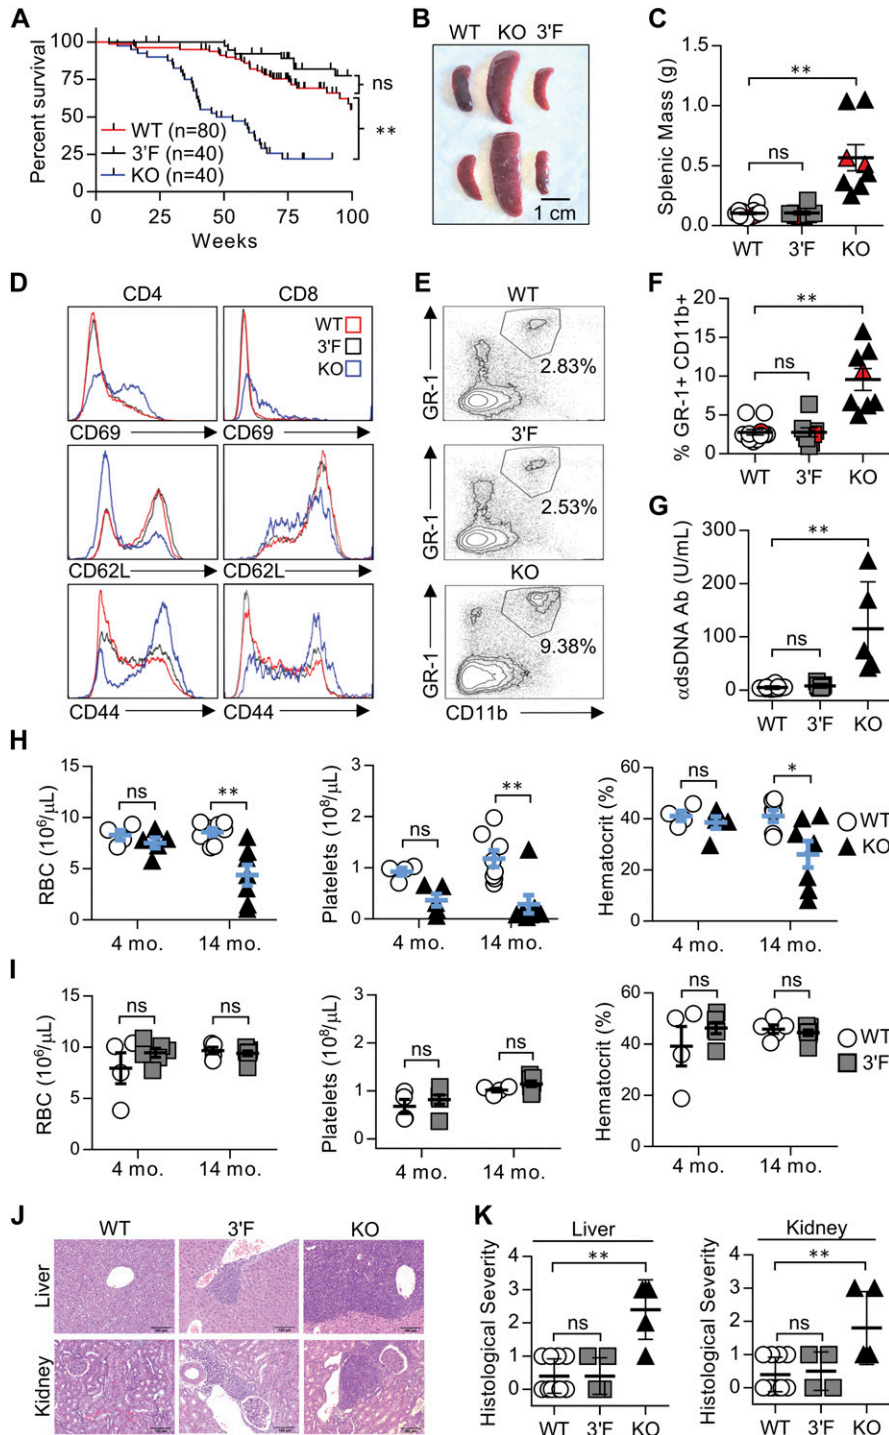 A
Percent survival
100
75
50
25
0
WT (n=80)
3'F (n=40)
KO (n=40)
ns
**
0 25 50 75 100
Weeks
B
WT KO 3'F
1 cm
C
Splenic Mass (g)
1.5
1.0
0.5
0.0
**
ns
WT 3'F KO
D
CD4 CD8
WT
3'F
KO
CD69 CD69
CD62L CD62L
CD44 CD44
E
WT
GR-1
2.83%
3'F
GR-1
2.53%
KO
GR-1
9.38%
CD11b
F
% GR-1+ CD11b+
20
15
10
5
0
**
ns
WT 3'F KO
G
αdsDNA Ab (U/mL)
300
200
100
0
**
ns
WT 3'F KO
H
RBC (10⁶/μL)
15
10
5
0
ns **
4 mo. 14 mo.
Platelets (10⁸/μL)
3
2
1
0
ns **
4 mo. 14 mo.
Hematocrit (%)
60
40
20
0
ns *
4 mo. 14 mo.
WT
KO
I
RBC (10⁶/μL)
15
10
5
0
ns ns
4 mo. 14 mo.
Platelets (10⁸/μL)
3
2
1
0
ns ns
4 mo. 14 mo.
Hematocrit (%)
60
40
20
0
ns ns
4 mo. 14 mo.
WT
3'F
J
WT 3'F KO
Liver
Kidney
K
Liver
Histological Severity
4
3
2
1
0
**
ns
WT 3'F KO
Kidney
Histological Severity
4
3
2
1
0
**
ns
WT 3'F KO